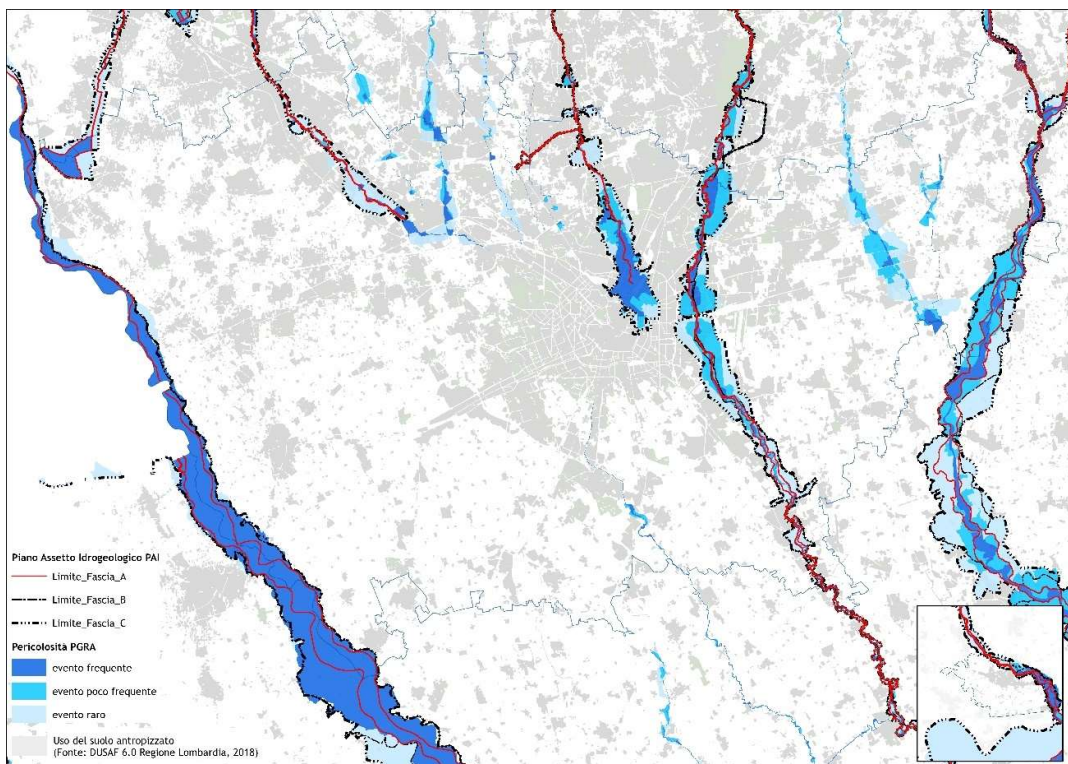 Piano Assetto Idrogeologico PAI
Limite_Fascia_A
Limite_Fascia_B
Limite_Fascia_C
Pericolosità PGRA
evento frequente
evento poco frequente
evento raro
Uso del suolo antropizzato
(Fonte: DUSAF 6.0 Regione Lombardia, 2018)